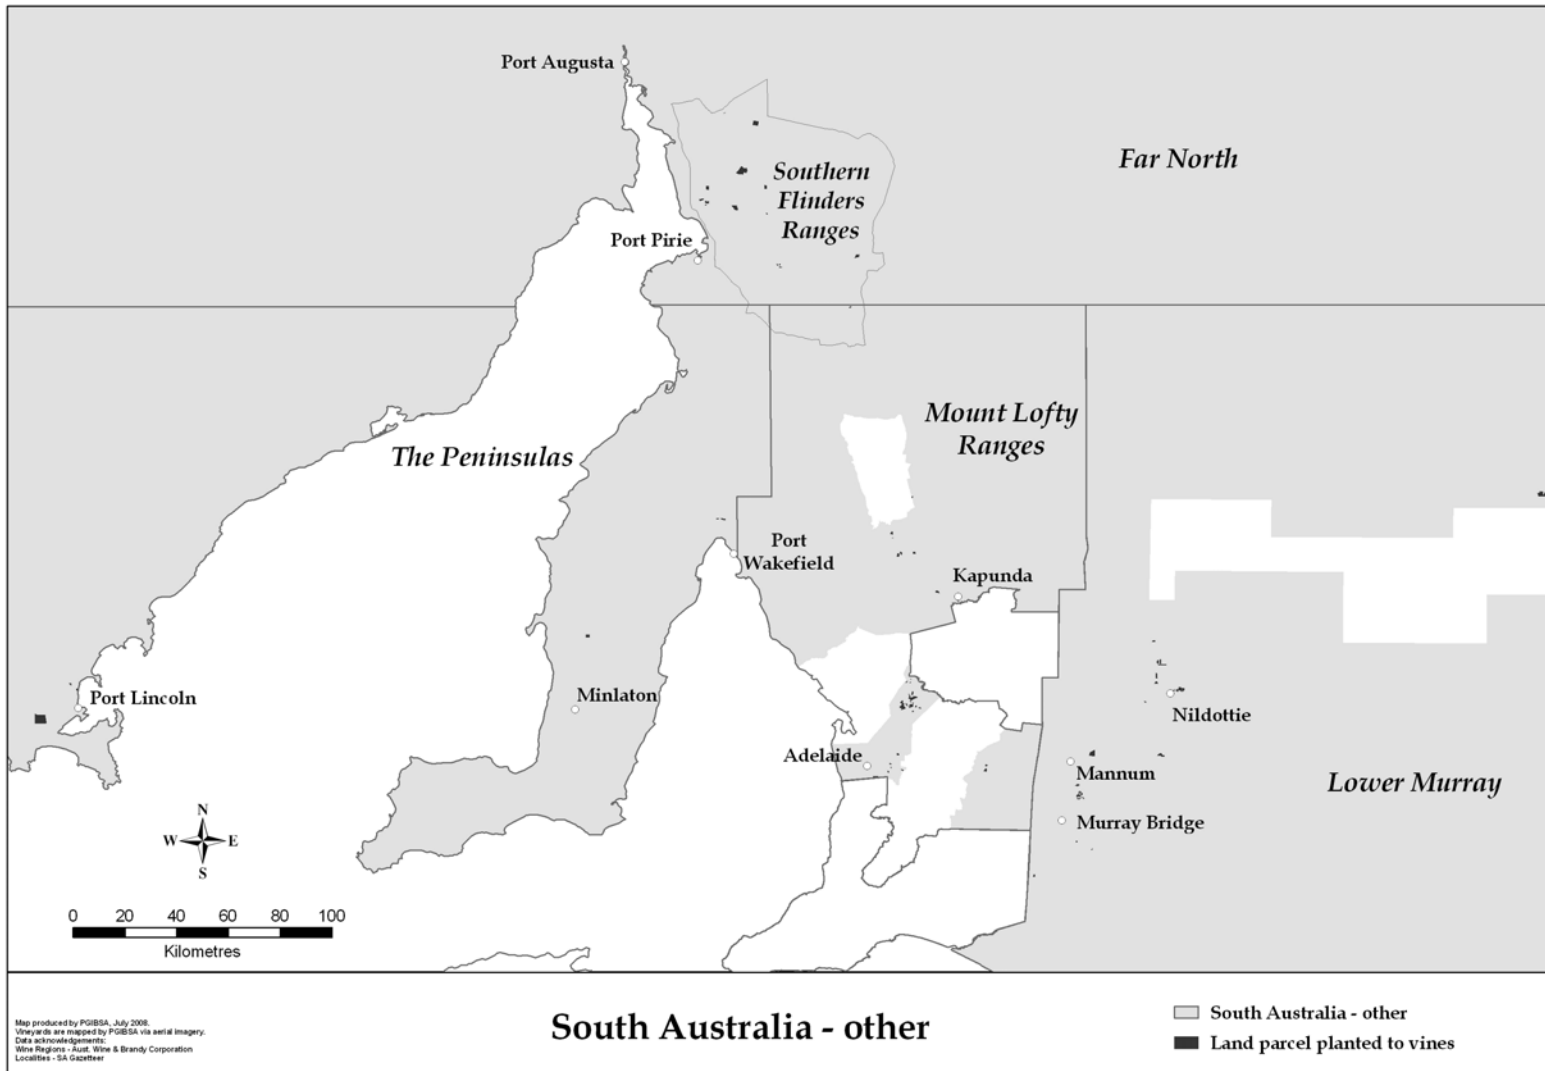 Port Augusta
Far North
Southern
Flinders
Ranges
Port Pirie
Mount Lofty
Ranges
The Peninsulas
Port
Wakefield
Kapunda
Port Lincoln
Minlaton
Nildottie
Adelaide
Mannum
Lower Murray
Murray Bridge
N
W E
S
0 20 40 60 80 100
Kilometres
South Australia - other
Map produced by PGIBSA, July 2008.
Vineyards are mapped by PGIBSA via aerial imagery.
Data acknowledgements:
Wine Regions - Aust. Wine & Brandy Corporation
Localities - SA Gazetteer
South Australia - other
Land parcel planted to vines